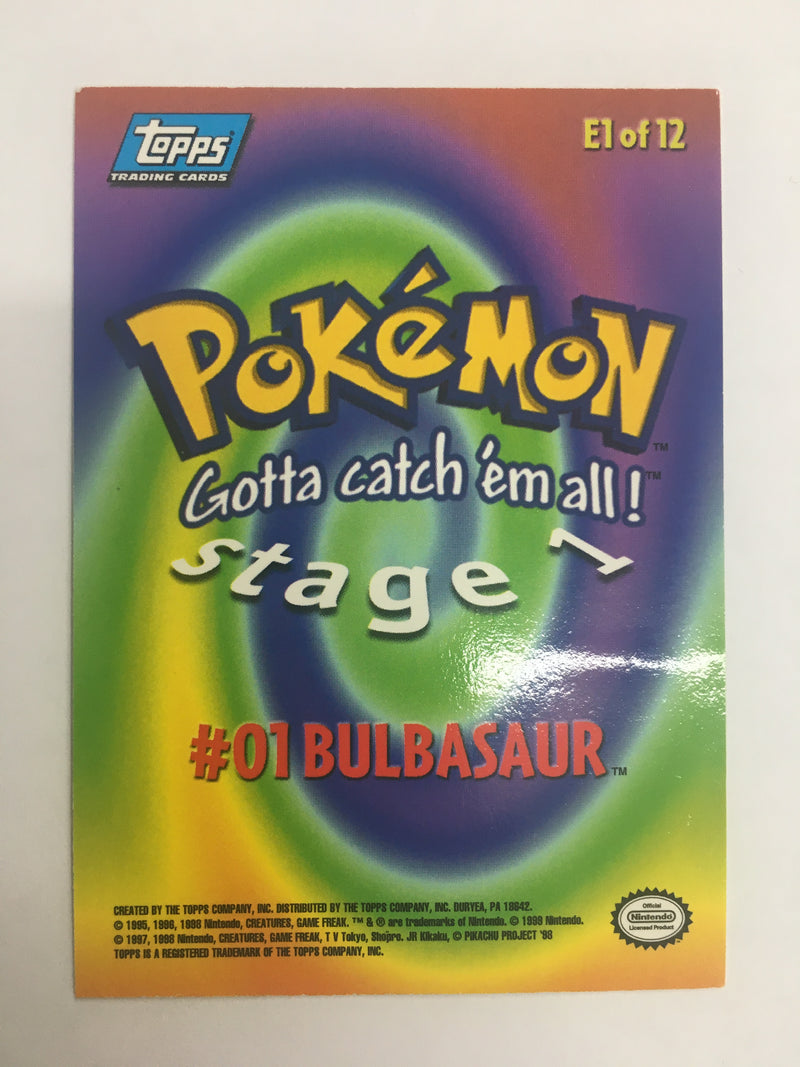 topps
TRADING CARDS
E1 of 12
POKéMON™
Gotta catch 'em all!™
stage 1
#01 BULBASAUR™
CREATED BY THE TOPPS COMPANY, INC. DISTRIBUTED BY THE TOPPS COMPANY, INC. DURYEA, PA 18642.
© 1995, 1996, 1998 Nintendo, CREATURES, GAME FREAK. ™ & ® are trademarks of Nintendo. © 1999 Nintendo.
© 1997, 1998 Nintendo, CREATURES, GAME FREAK, T V Tokyo, Shopro. JR Kikaku, © PIKACHU PROJECT '98
TOPPS IS A REGISTERED TRADEMARK OF THE TOPPS COMPANY, INC.
Official
Nintendo
Licensed Product